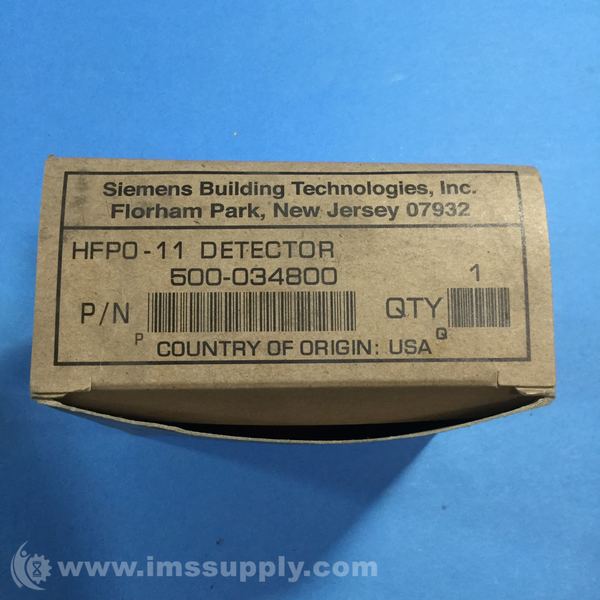 Siemens Building Technologies, Inc.
Florham Park, New Jersey 07932
HFPO-11 DETECTOR
500-034800
1
P/N
QTY
P
Q
COUNTRY OF ORIGIN: USA
www.imssupply.com